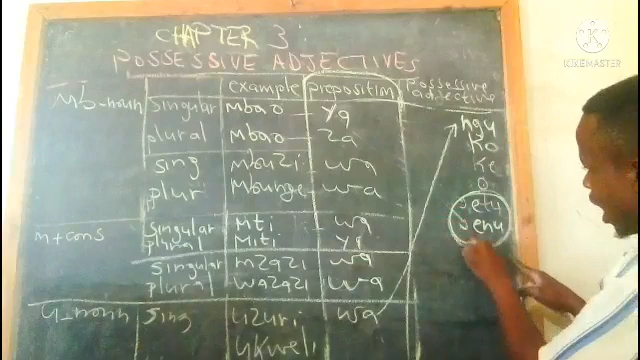 CHAPTER 3
POSSESSIVE ADJECTIVES
example preposition possessive adjective
Mb-noun singular mbao ya
plural mbao za
sing mbuzi wa
plur Mbunge wa
m+cons singular mti wa
plural miti ya
singular mzazi wa
plural wazazi wa
u-noun sing uzuri wa
ukweli
ngu
ko
ke
o
etu
enu
KINEMASTER